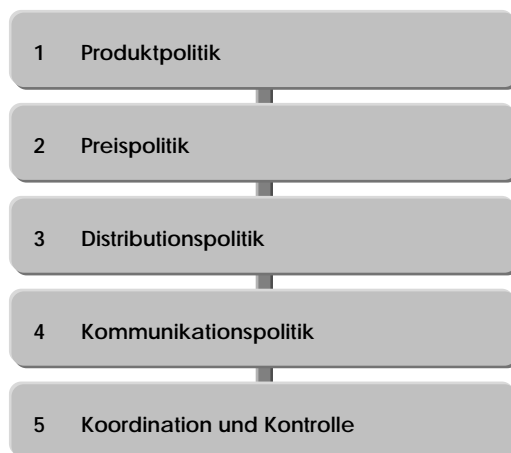 1 Produktpolitik
2 Preispolitik
3 Distributionspolitik
4 Kommunikationspolitik
5 Koordination und Kontrolle